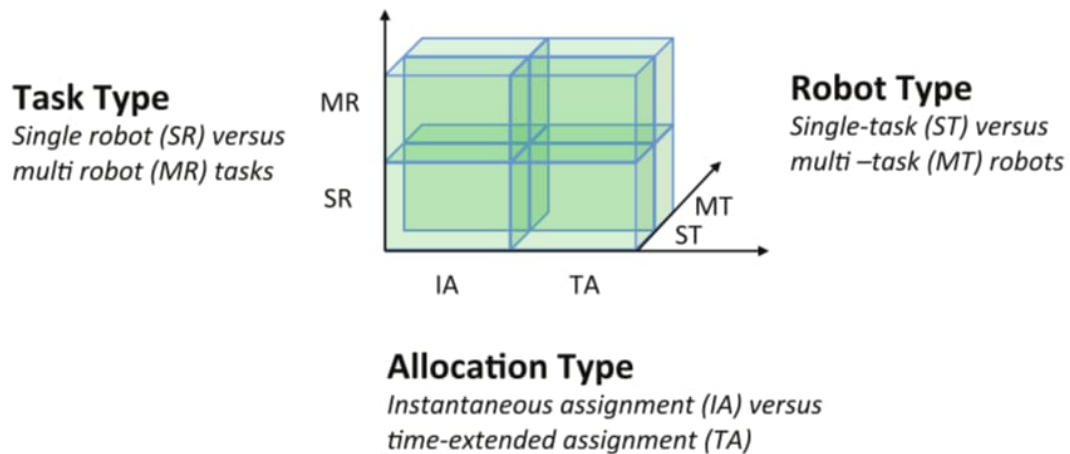 Task Type
Single robot (SR) versus
multi robot (MR) tasks
MR
SR
IA
TA
ST
MT
Robot Type
Single-task (ST) versus
multi –task (MT) robots
Allocation Type
Instantaneous assignment (IA) versus
time-extended assignment (TA)